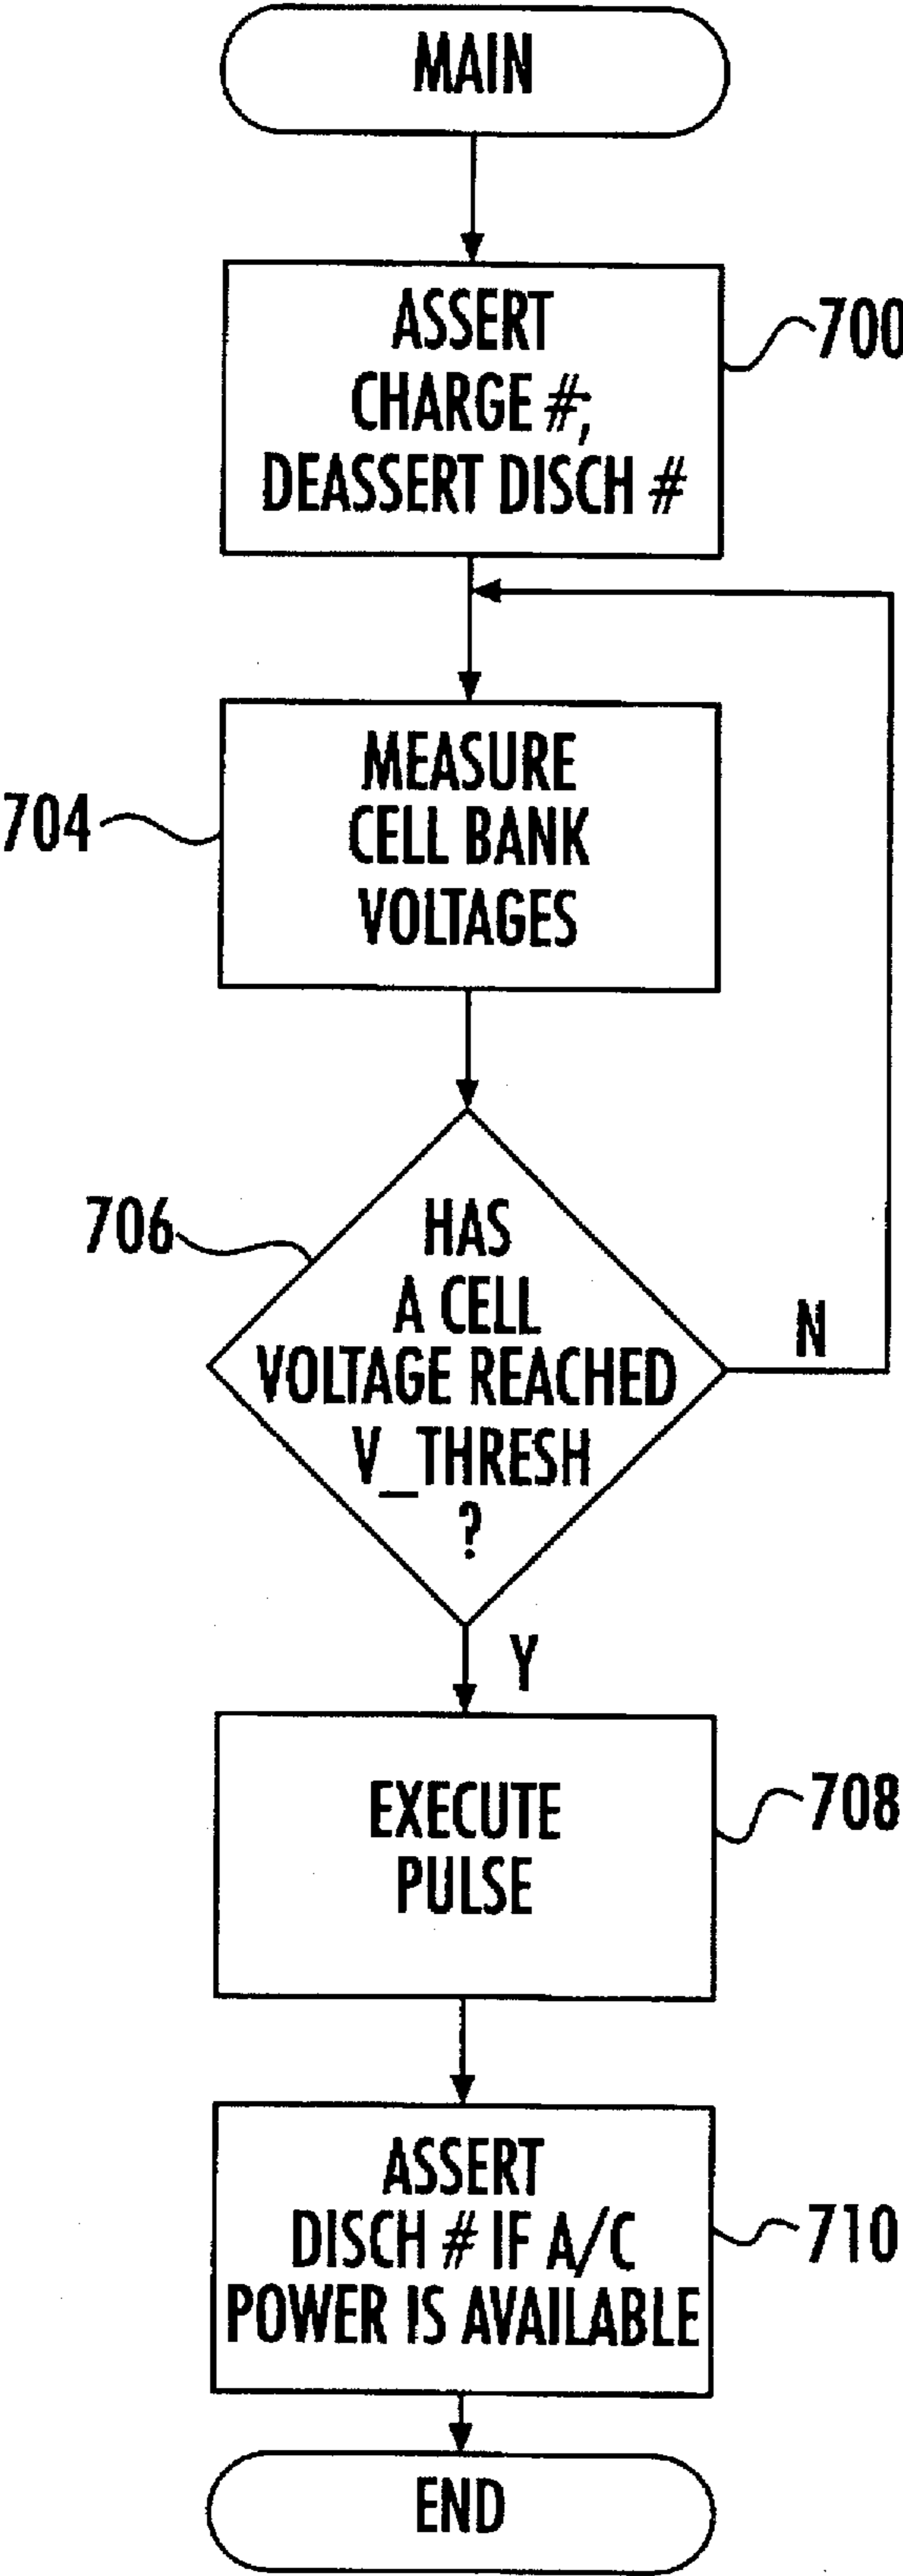 MAIN
ASSERT
CHARGE #;
DEASSERT DISCH #
700
MEASURE
CELL BANK
VOLTAGES
704
HAS
A CELL
VOLTAGE REACHED
V_THRESH
?
706
N
Y
EXECUTE
PULSE
708
ASSERT
DISCH # IF A/C
POWER IS AVAILABLE
710
END